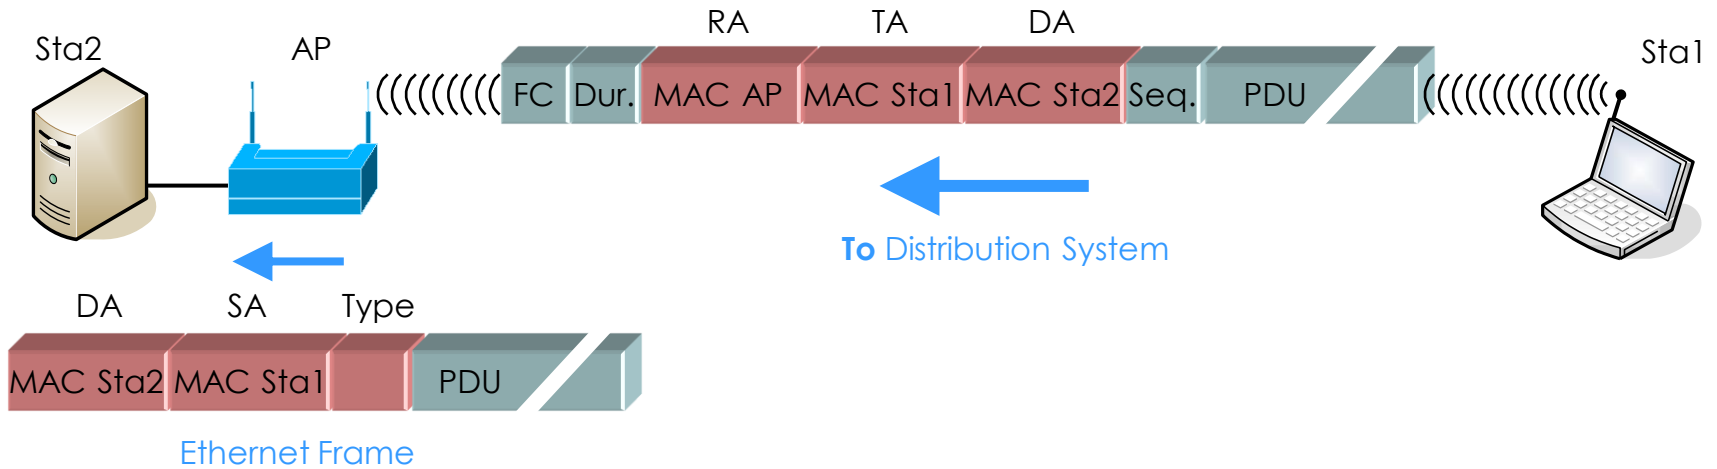 RA TA DA
Sta2 AP Sta1
FC Dur. MAC AP MAC Sta1 MAC Sta2 Seq. PDU
To Distribution System
DA SA Type
MAC Sta2 MAC Sta1 PDU
Ethernet Frame